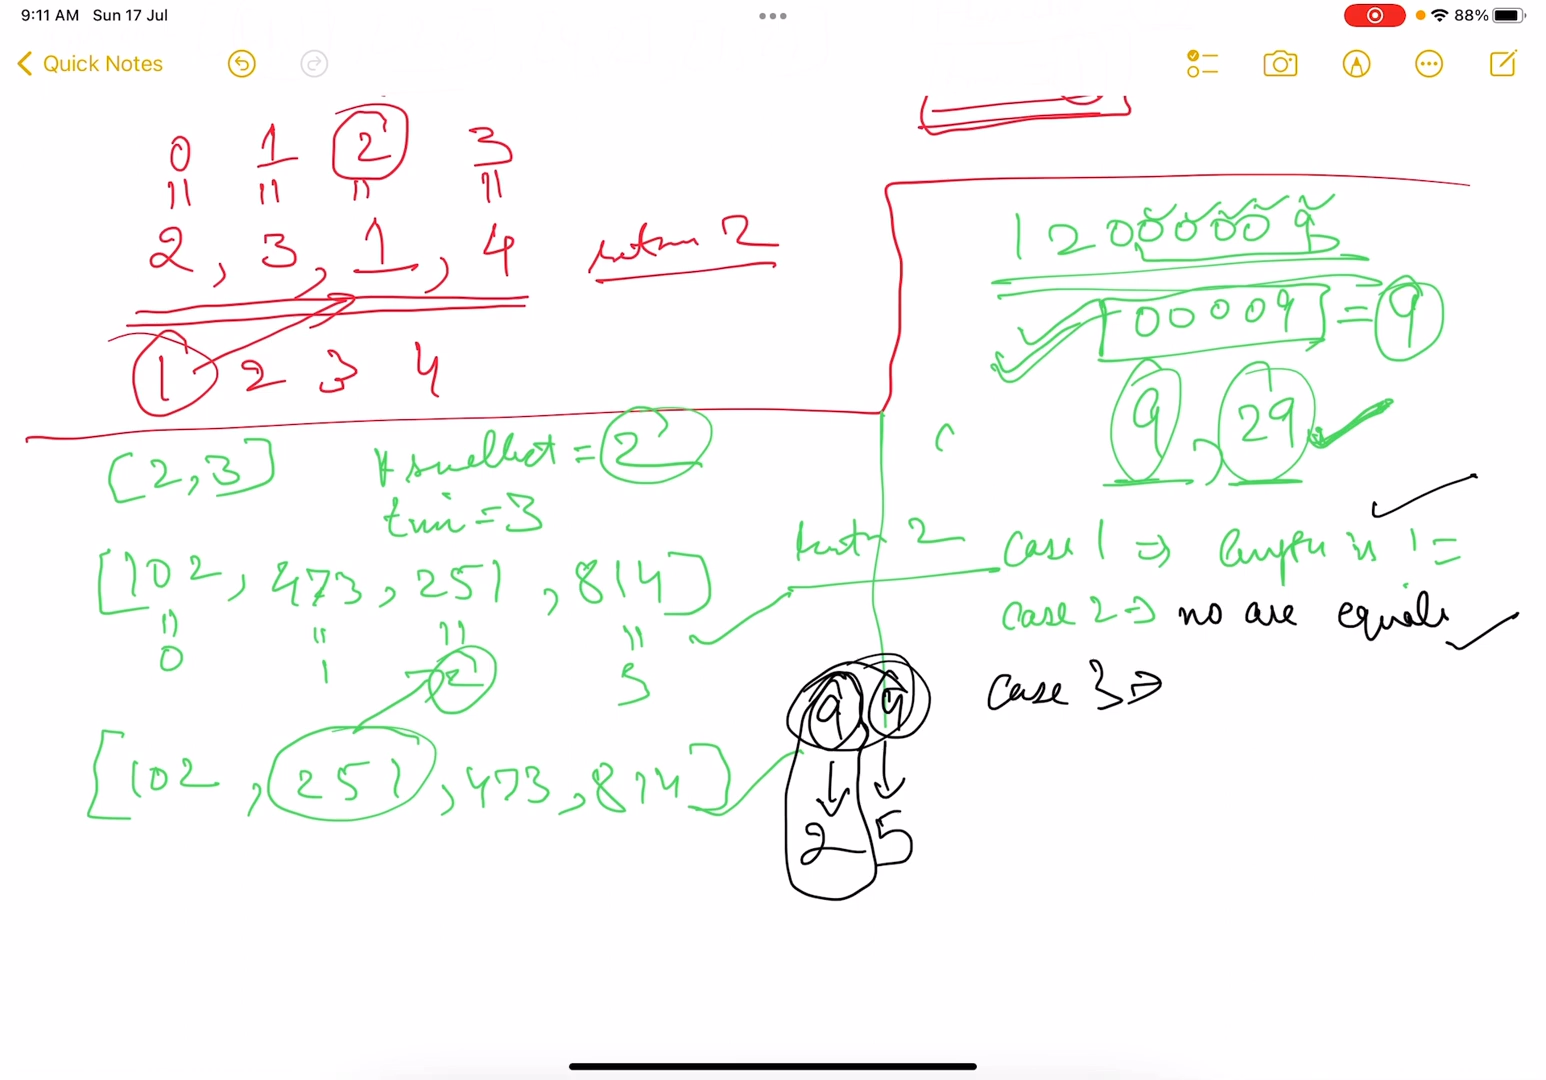 9:11 AM Sun 17 Jul
88%
Quick Notes
0 1 2 3
2, 3, 1, 4
return 2
1 2 3 4
[2,3]
k smallest = 2
trim = 3
[102, 473, 251, 814]
0 1 2 3
return 2
[102, 251, 473, 814]
9 9
2 5
12000009
00009 = 9
9, 29
Case 1 => length is !=
Case 2 => no are equal
Case 3 =>